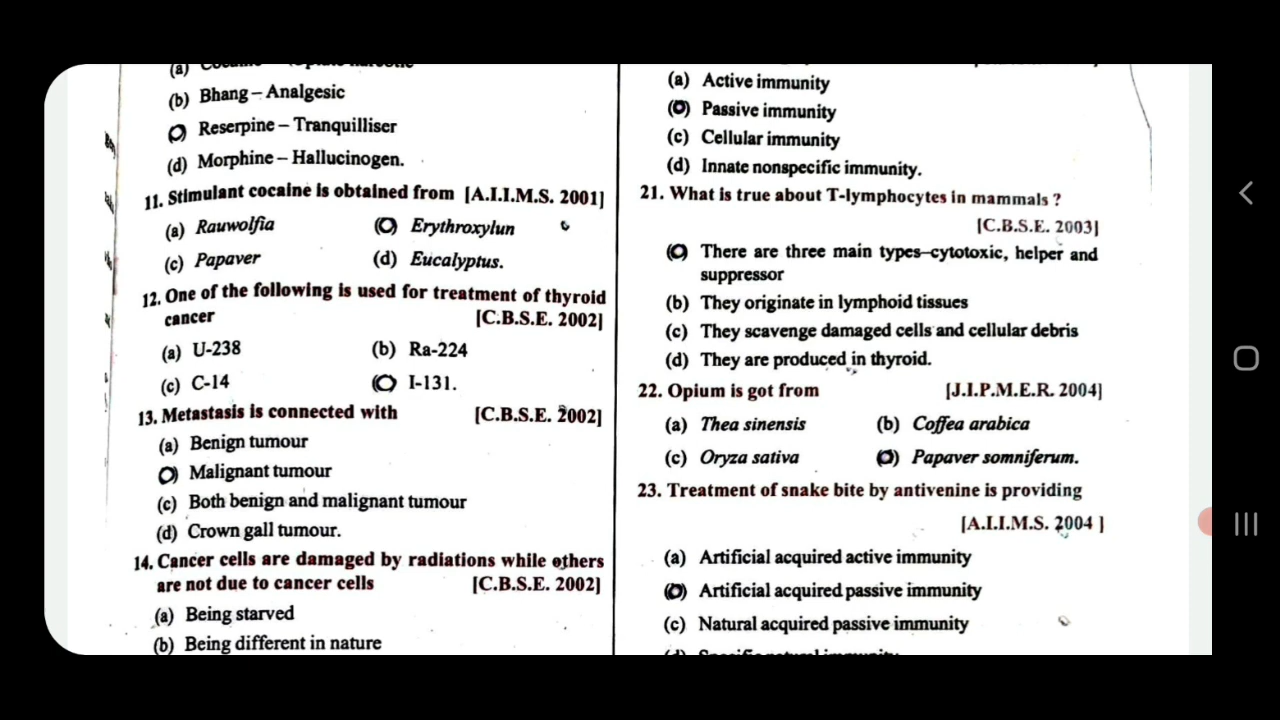 (a)
(b) Bhang – Analgesic
Reserpine – Tranquilliser
(d) Morphine – Hallucinogen.
11. Stimulant cocaine is obtained from [A.I.I.M.S. 2001]
(a) Rauwolfia
Erythroxylun
(c) Papaver
(d) Eucalyptus.
12. One of the following is used for treatment of thyroid
cancer [C.B.S.E. 2002]
(a) U-238
(b) Ra-224
(c) C-14
I-131.
13. Metastasis is connected with [C.B.S.E. 2002]
(a) Benign tumour
Malignant tumour
(c) Both benign and malignant tumour
(d) Crown gall tumour.
14. Cancer cells are damaged by radiations while others
are not due to cancer cells [C.B.S.E. 2002]
(a) Being starved
(b) Being different in nature
(a) Active immunity
Passive immunity
(c) Cellular immunity
(d) Innate nonspecific immunity.
21. What is true about T-lymphocytes in mammals ?
[C.B.S.E. 2003]
There are three main types–cytotoxic, helper and
suppressor
(b) They originate in lymphoid tissues
(c) They scavenge damaged cells and cellular debris
(d) They are produced in thyroid.
22. Opium is got from [J.I.P.M.E.R. 2004]
(a) Thea sinensis
(b) Coffea arabica
(c) Oryza sativa
Papaver somniferum.
23. Treatment of snake bite by antivenine is providing
[A.I.I.M.S. 2004 ]
(a) Artificial acquired active immunity
Artificial acquired passive immunity
(c) Natural acquired passive immunity